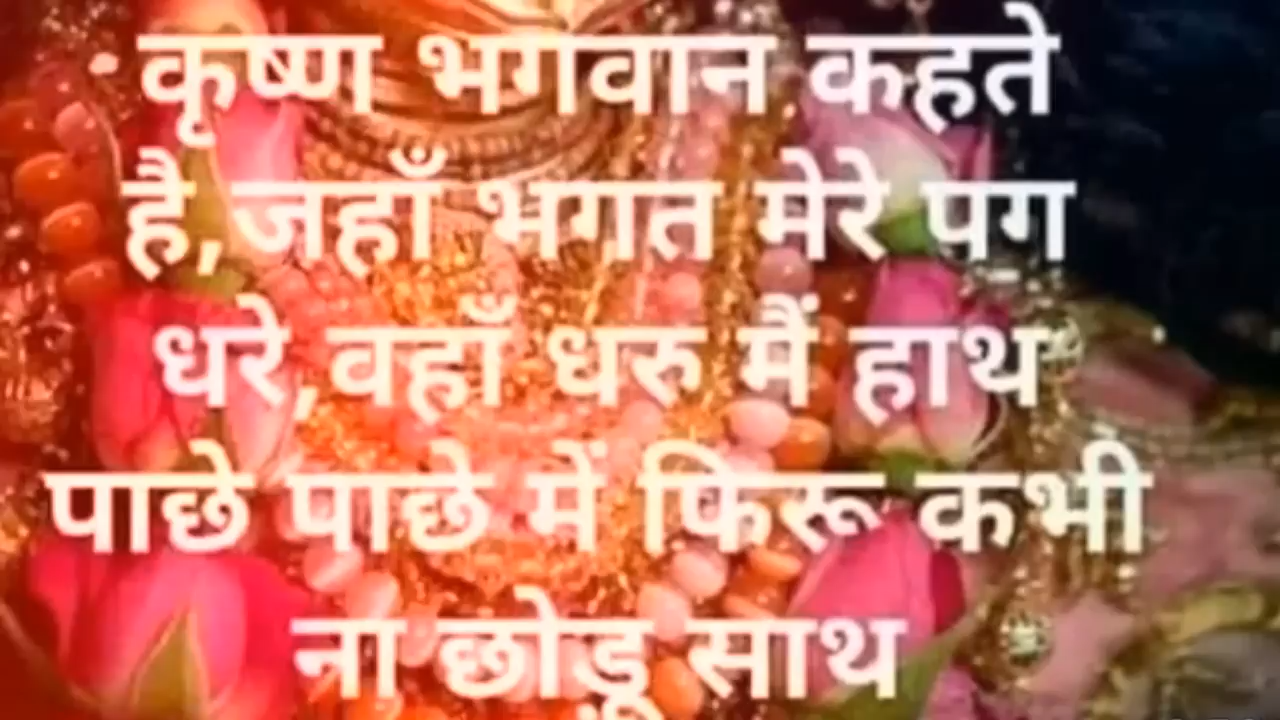 कृष्ण भगवान कहते
है,जहाँ भगत मेरे पग
धरे,वहाँ धरु मैं हाथ
पाछे पाछे में फिरू कभी
ना छोड़ू साथ